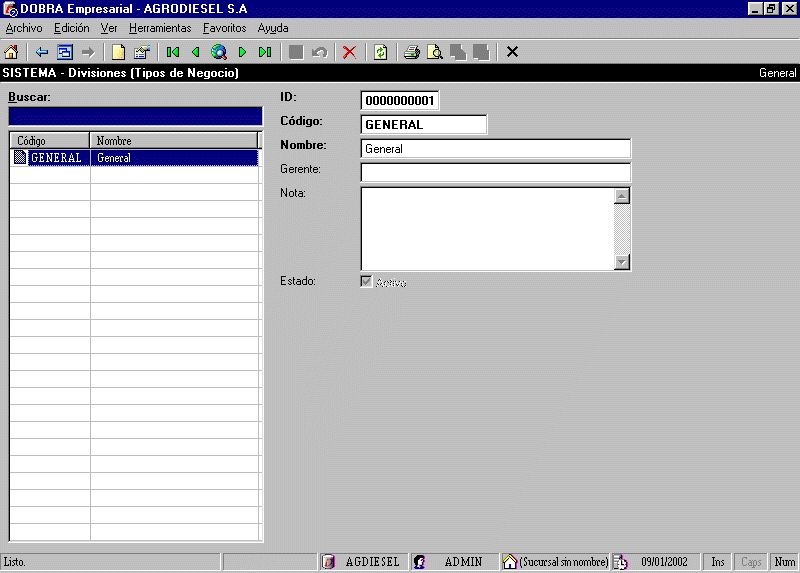 DOBRA Empresarial - AGRODIESEL S.A
Archivo Edición Ver Herramientas Favoritos Ayuda
SISTEMA - Divisiones (Tipos de Negocio) General
Buscar:
Código Nombre
GENERAL General
ID: 0000000001
Código: GENERAL
Nombre: General
Gerente:
Nota:
Estado: Activo
Listo. AGDIESEL ADMIN (Sucursal sin nombre) 09/01/2002 Ins Caps Num